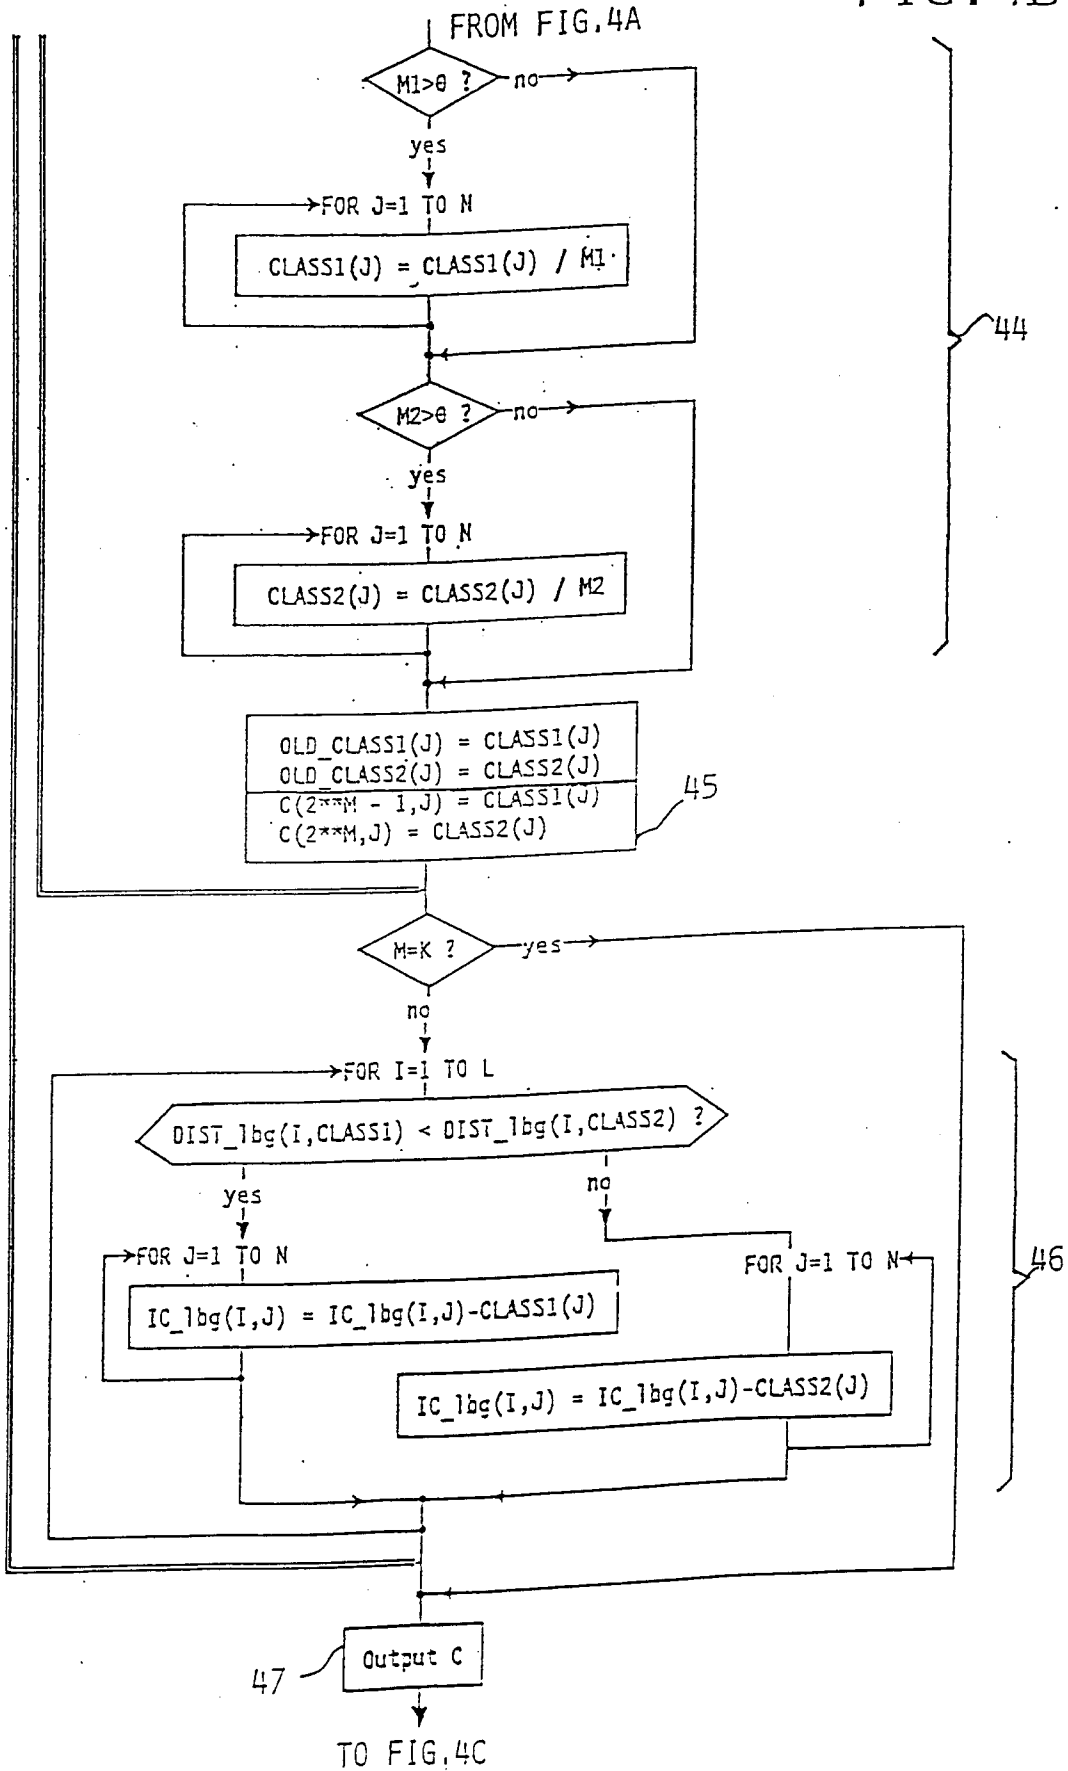 FROM FIG.4A
M1>0 ?
no
yes
FOR J=1 TO N
CLASS1(J) = CLASS1(J) / M1
44
M2>0 ?
no
yes
FOR J=1 TO N
CLASS2(J) = CLASS2(J) / M2
OLD_CLASS1(J) = CLASS1(J)
OLD_CLASS2(J) = CLASS2(J)
C(2**M - 1,J) = CLASS1(J)
C(2**M,J) = CLASS2(J)
45
M=K ?
yes
no
FOR I=1 TO L
DIST_lbg(I,CLASS1) < DIST_lbg(I,CLASS2) ?
yes
no
FOR J=1 TO N
FOR J=1 TO N
46
IC_lbg(I,J) = IC_lbg(I,J)-CLASS1(J)
IC_lbg(I,J) = IC_lbg(I,J)-CLASS2(J)
Output C
47
TO FIG.4C